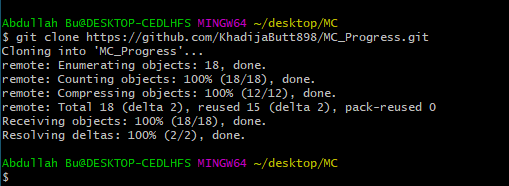 Abdullah Bu@DESKTOP-CEDLHFS MINGW64 ~/desktop/MC
$ git clone https://github.com/KhadijaButt898/MC_Progress.git
Cloning into 'MC_Progress'...
remote: Enumerating objects: 18, done.
remote: Counting objects: 100% (18/18), done.
remote: Compressing objects: 100% (12/12), done.
remote: Total 18 (delta 2), reused 15 (delta 2), pack-reused 0
Receiving objects: 100% (18/18), done.
Resolving deltas: 100% (2/2), done.
Abdullah Bu@DESKTOP-CEDLHFS MINGW64 ~/desktop/MC
$